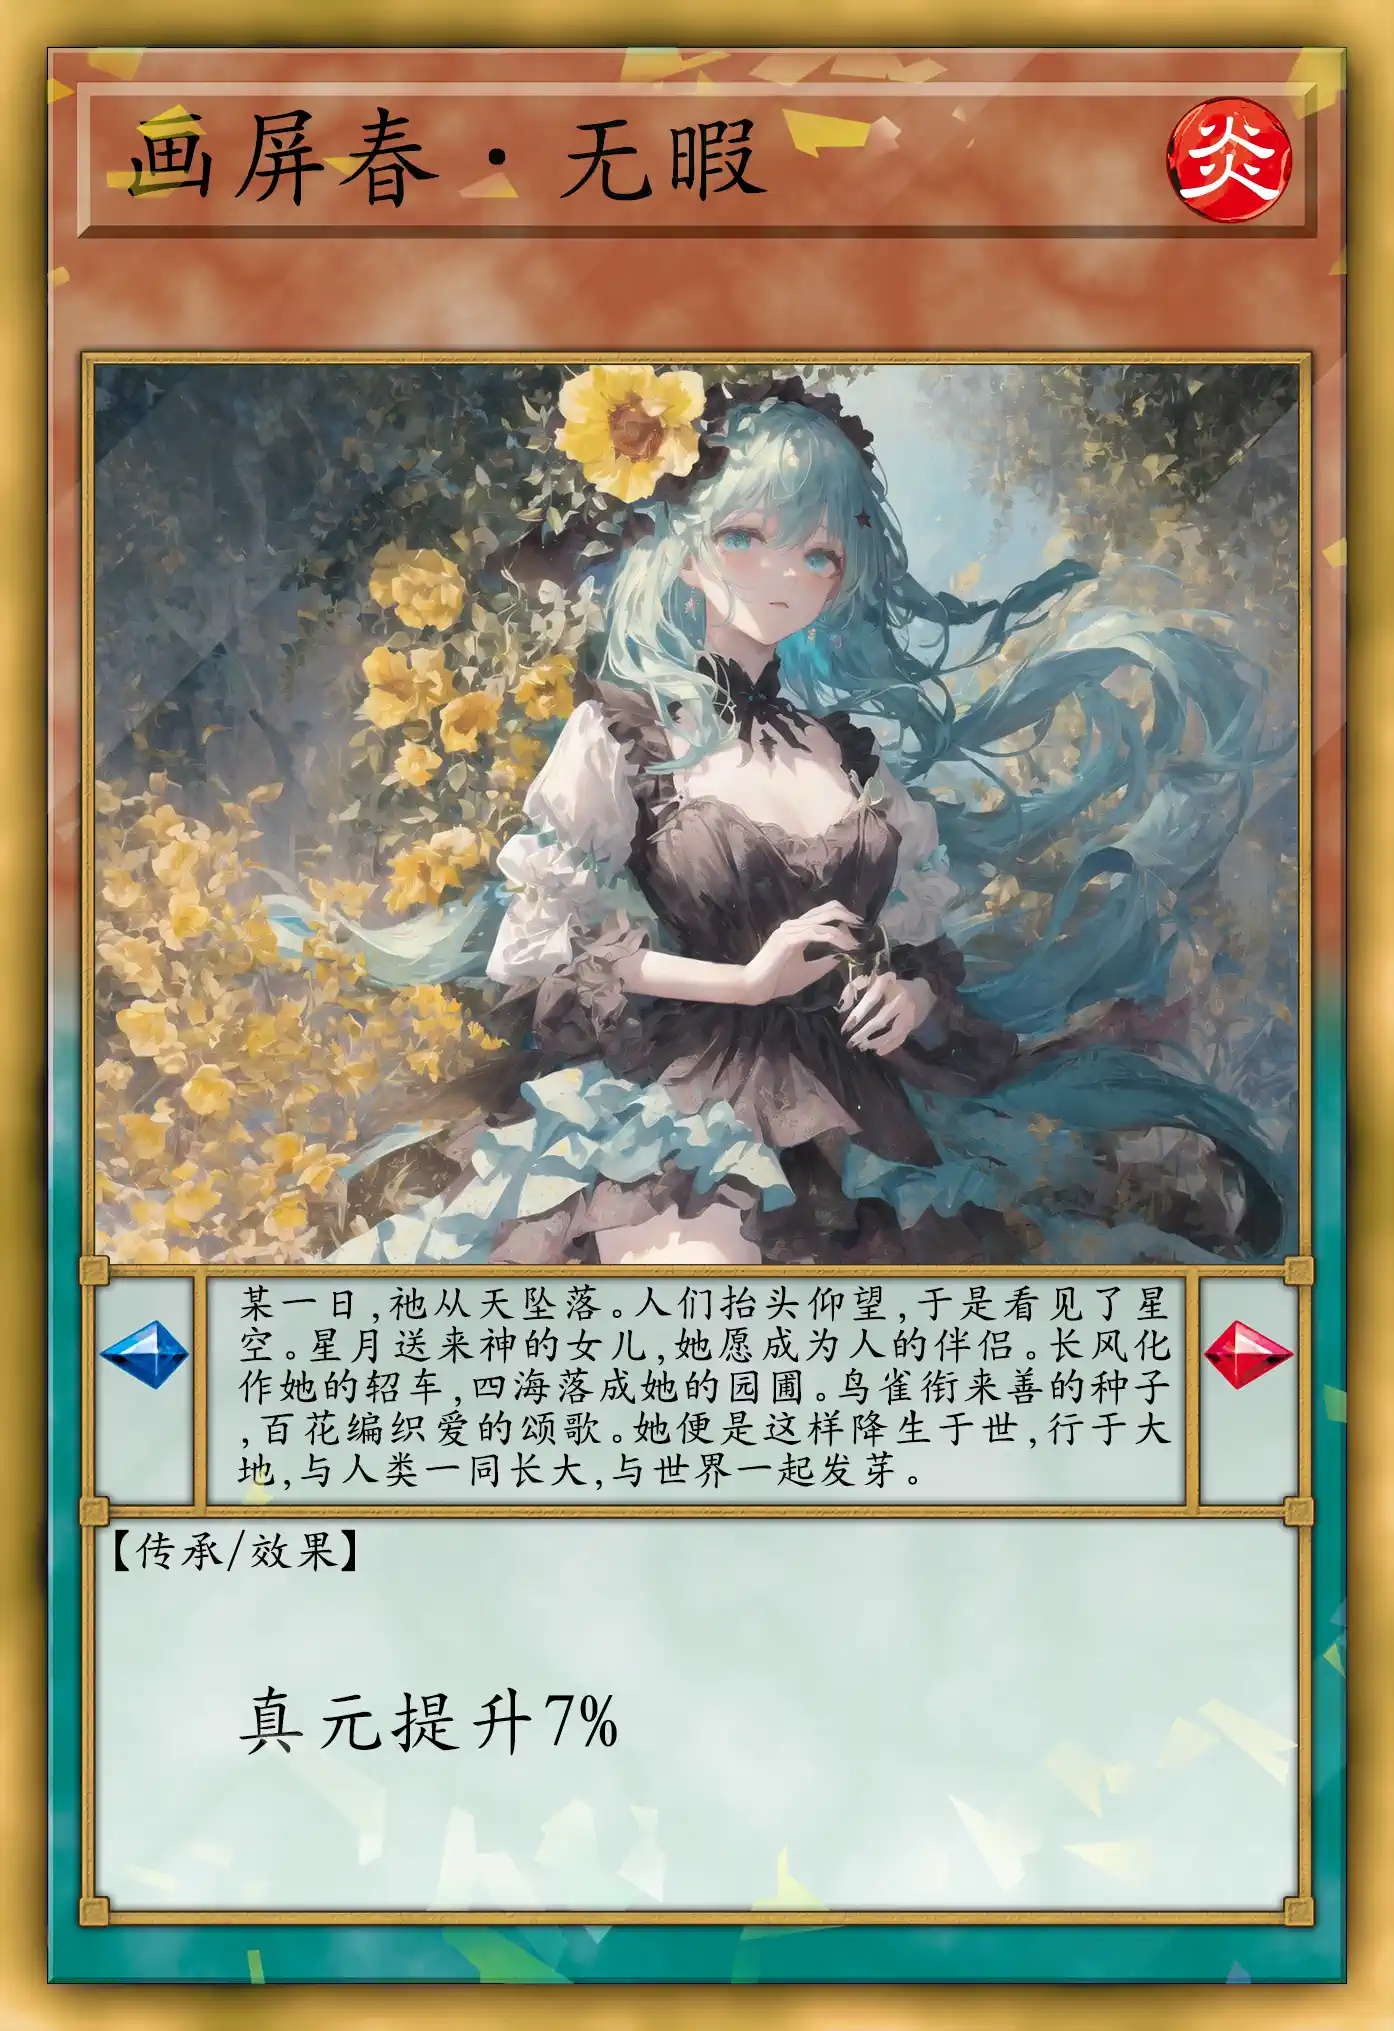 画屏春·无暇
炎
某一日,祂从天坠落。人们抬头仰望,于是看见了星
空。星月送来神的女儿,她愿成为人的伴侣。长风化
作她的轺车,四海落成她的园圃。鸟雀衔来善的种子
,百花编织爱的颂歌。她便是这样降生于世,行于大
地,与人类一同长大,与世界一起发芽。
【传承/效果】
真元提升7%